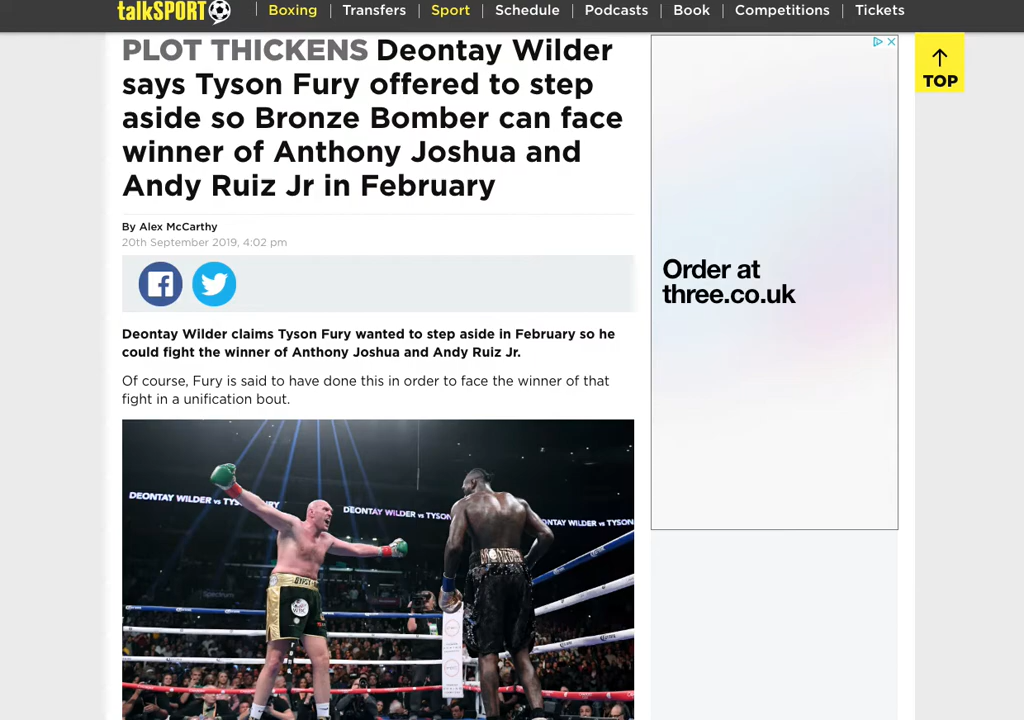 talkSPORT
Boxing | Transfers | Sport | Schedule | Podcasts | Book | Competitions | Tickets
PLOT THICKENS Deontay Wilder
says Tyson Fury offered to step
aside so Bronze Bomber can face
winner of Anthony Joshua and
Andy Ruiz Jr in February
TOP
By Alex McCarthy
20th September 2019, 4:02 pm
Order at
three.co.uk
Deontay Wilder claims Tyson Fury wanted to step aside in February so he
could fight the winner of Anthony Joshua and Andy Ruiz Jr.
Of course, Fury is said to have done this in order to face the winner of that
fight in a unification bout.
DEONTAY WILDER vs TYSON FURY
DEONTAY WILDER vs TYSON
DEONTAY WILDER vs TYSON